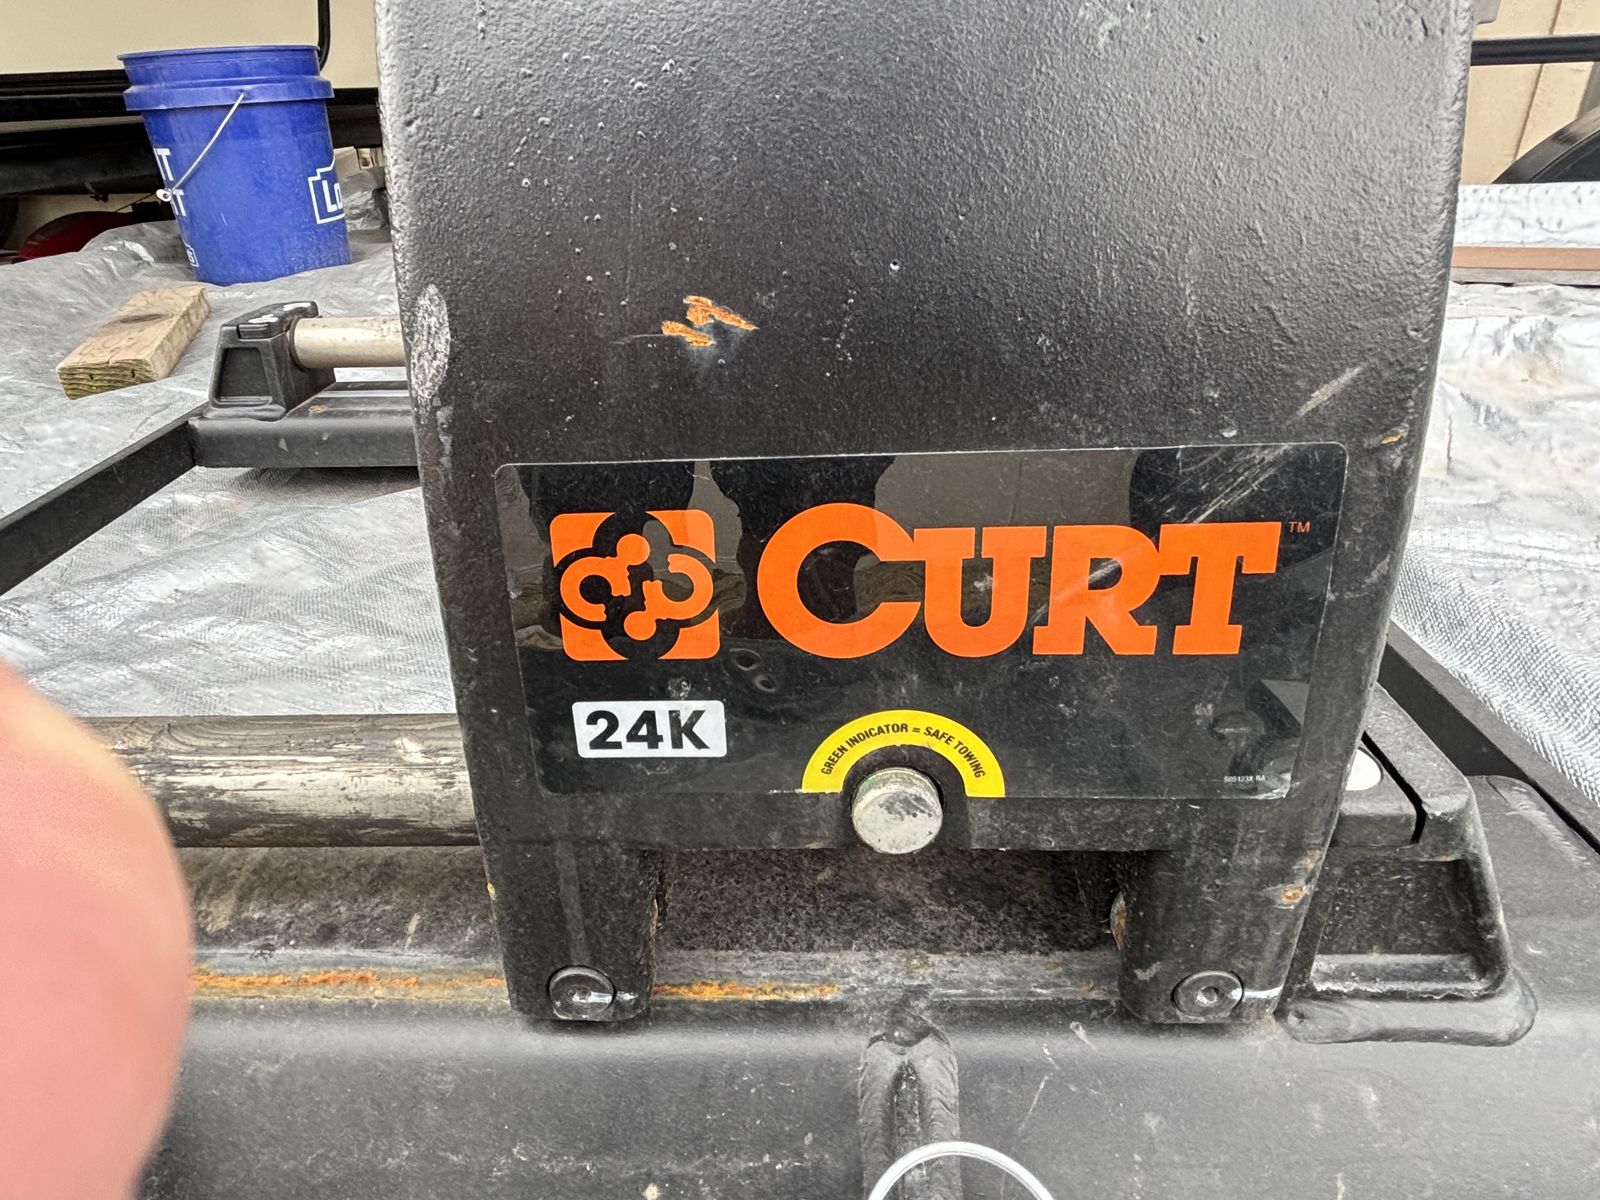 CURT™
24K
GREEN INDICATOR = SAFE TOWING